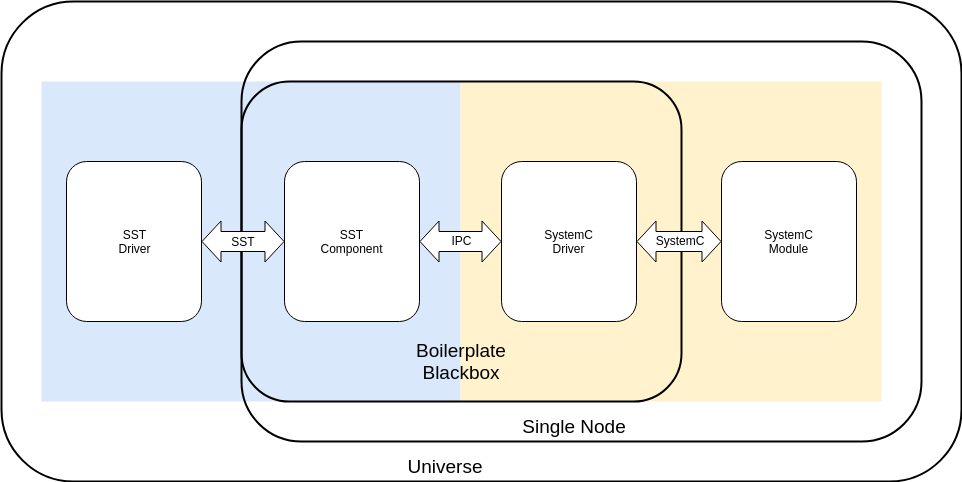 SST
Driver
SST
SST
Component
IPC
SystemC
Driver
SystemC
SystemC
Module
Boilerplate
Blackbox
Single Node
Universe